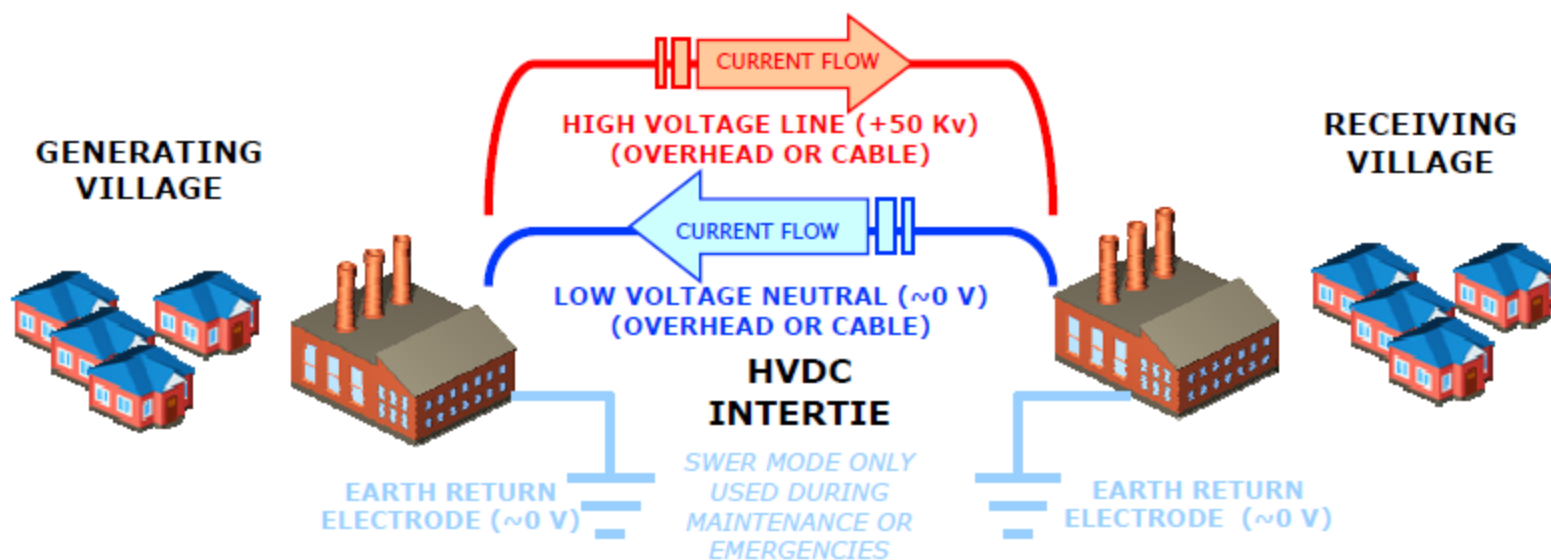 GENERATING
VILLAGE
CURRENT FLOW
HIGH VOLTAGE LINE (+50 Kv)
(OVERHEAD OR CABLE)
RECEIVING
VILLAGE
CURRENT FLOW
LOW VOLTAGE NEUTRAL (~0 V)
(OVERHEAD OR CABLE)
HVDC
INTERTIE
SWER MODE ONLY
USED DURING
MAINTENANCE OR
EMERGENCIES
EARTH RETURN
ELECTRODE (~0 V)
EARTH RETURN
ELECTRODE (~0 V)